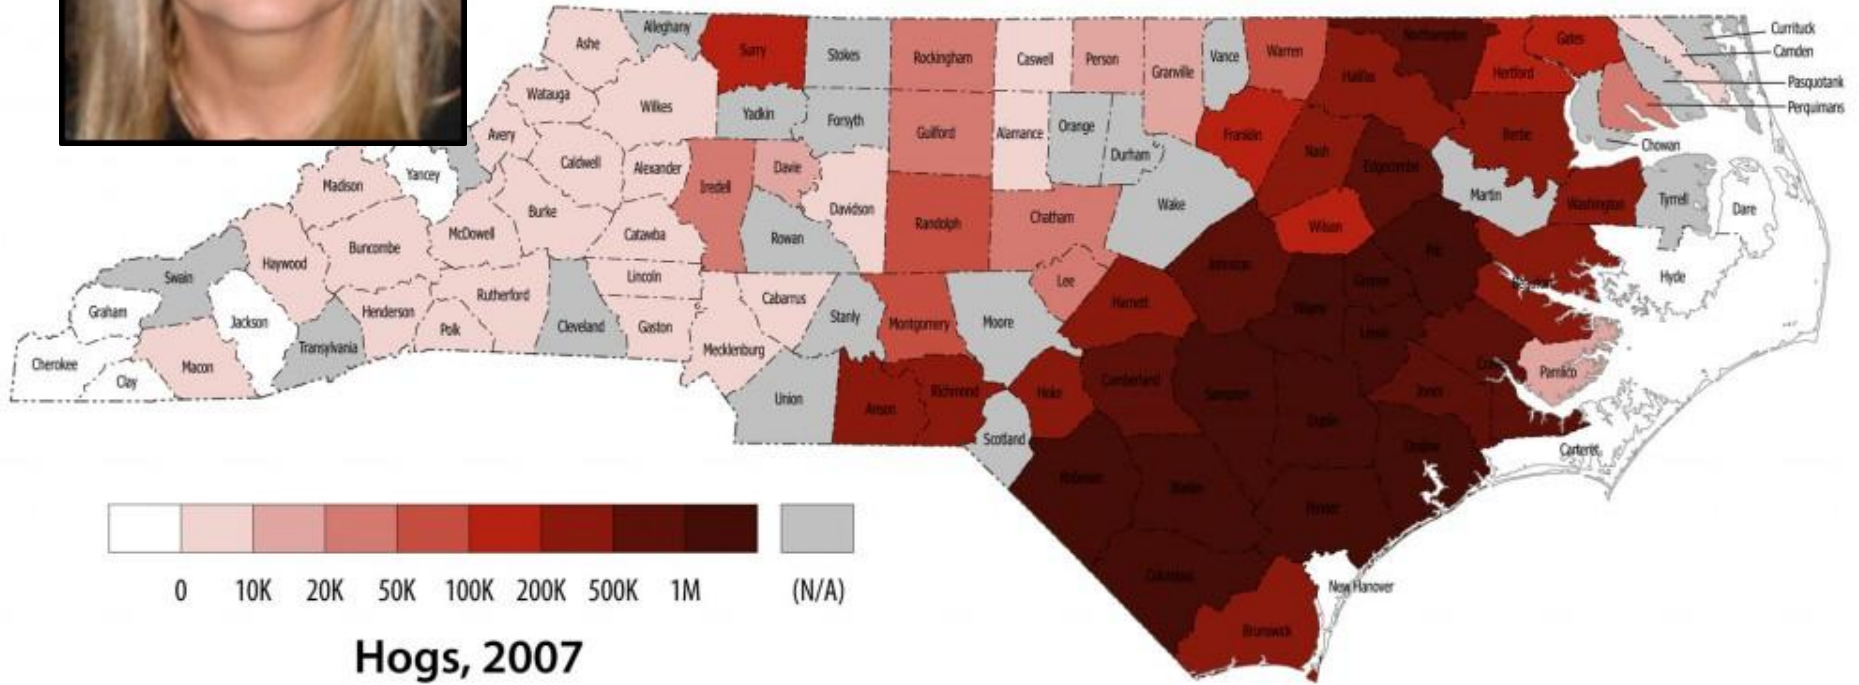 Currituck
Alleghany
Ashe
Surry
Stokes
Rockingham
Caswell
Person
Granville
Vance
Warren
Northampton
Gates
Camden
Halifax
Hertford
Pasquotank
Watauga
Wilkes
Yadkin
Forsyth
Guilford
Alamance
Orange
Durham
Franklin
Perquimans
Avery
Caldwell
Alexander
Iredell
Davie
Nash
Edgecombe
Bertie
Chowan
Madison
Yancey
Burke
Davidson
Randolph
Chatham
Wake
Martin
Washington
Tyrrell
Dare
Buncombe
McDowell
Catawba
Rowan
Wilson
Haywood
Swain
Rutherford
Lincoln
Lee
Johnston
Pitt
Hyde
Graham
Jackson
Henderson
Polk
Cleveland
Gaston
Cabarrus
Stanly
Montgomery
Moore
Harnett
Wayne
Greene
Lenoir
Cherokee
Clay
Macon
Transylvania
Mecklenburg
Union
Anson
Richmond
Hoke
Cumberland
Sampson
Duplin
Jones
Pamlico
Scotland
Onslow
Carteret
Robeson
Bladen
Pender
Columbus
New Hanover
Brunswick
0 10K 20K 50K 100K 200K 500K 1M (N/A)
Hogs, 2007